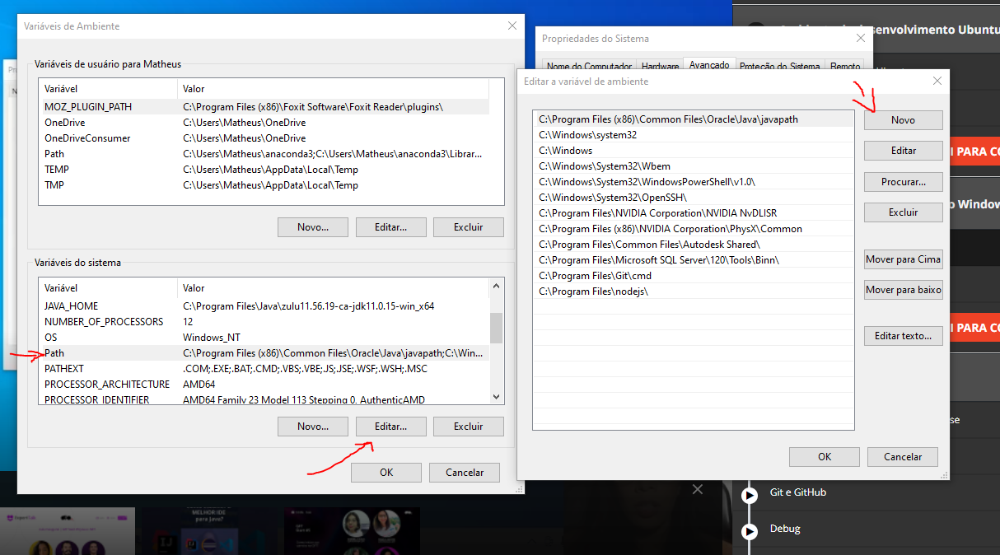 Variáveis de Ambiente
Variáveis de usuário para Matheus
Variável Valor
MOZ_PLUGIN_PATH C:\Program Files (x86)\Foxit Software\Foxit Reader\plugins\
OneDrive C:\Users\Matheus\OneDrive
OneDriveConsumer C:\Users\Matheus\OneDrive
Path C:\Users\Matheus\anaconda3;C:\Users\Matheus\anaconda3\Librar...
TEMP C:\Users\Matheus\AppData\Local\Temp
TMP C:\Users\Matheus\AppData\Local\Temp
Novo... Editar... Excluir
Variáveis do sistema
Variável Valor
JAVA_HOME C:\Program Files\Java\zulu11.56.19-ca-jdk11.0.15-win_x64
NUMBER_OF_PROCESSORS 12
OS Windows_NT
Path C:\Program Files (x86)\Common Files\Oracle\Java\javapath;C:\Win...
PATHEXT .COM;.EXE;.BAT;.CMD;.VBS;.VBE;.JS;.JSE;.WSF;.WSH;.MSC
PROCESSOR_ARCHITECTURE AMD64
PROCESSOR_IDENTIFIER AMD64 Family 23 Model 113 Stepping 0, AuthenticAMD
Novo... Editar... Excluir
OK Cancelar
Propriedades do Sistema
Nome do Computador Hardware Avançado Proteção do Sistema Remoto
Editar a variável de ambiente
C:\Program Files (x86)\Common Files\Oracle\Java\javapath
C:\Windows\system32
C:\Windows
C:\Windows\System32\Wbem
C:\Windows\System32\WindowsPowerShell\v1.0\
C:\Windows\System32\OpenSSH\
C:\Program Files\NVIDIA Corporation\NVIDIA NvDLISR
C:\Program Files (x86)\NVIDIA Corporation\PhysX\Common
C:\Program Files\Common Files\Autodesk Shared\
C:\Program Files\Microsoft SQL Server\120\Tools\Binn\
C:\Program Files\Git\cmd
C:\Program Files\nodejs\
Novo
Editar
Procurar...
Excluir
Mover para Cima
Mover para baixo
Editar texto...
OK Cancelar
esenvolvimento Ubuntu
I PARA CO
o Window
I PARA CO
se
Git e GitHub
Debug
MELHOR IDE
para Java?